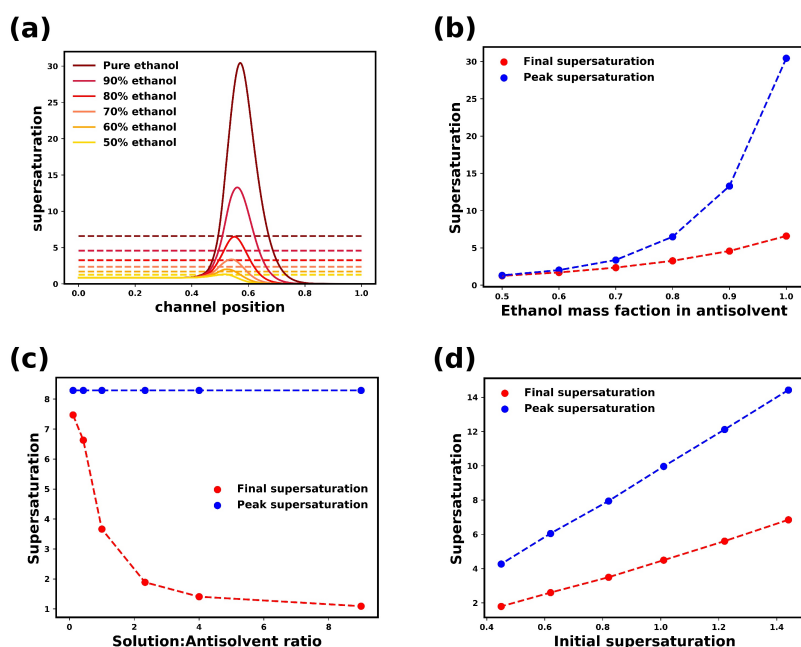 (a)
30
25
20
15
10
5
0
supersaturation
Pure ethanol
90% ethanol
80% ethanol
70% ethanol
60% ethanol
50% ethanol
0.0 0.2 0.4 0.6 0.8 1.0
channel position
(b)
30
25
20
15
10
5
0
Supersaturation
Final supersaturation
Peak supersaturation
0.5 0.6 0.7 0.8 0.9 1.0
Ethanol mass faction in antisolvent
(c)
8
7
6
5
4
3
2
1
Supersaturation
Final supersaturation
Peak supersaturation
0 2 4 6 8
Solution:Antisolvent ratio
(d)
14
12
10
8
6
4
2
Supersaturation
Final supersaturation
Peak supersaturation
0.4 0.6 0.8 1.0 1.2 1.4
Initial supersaturation